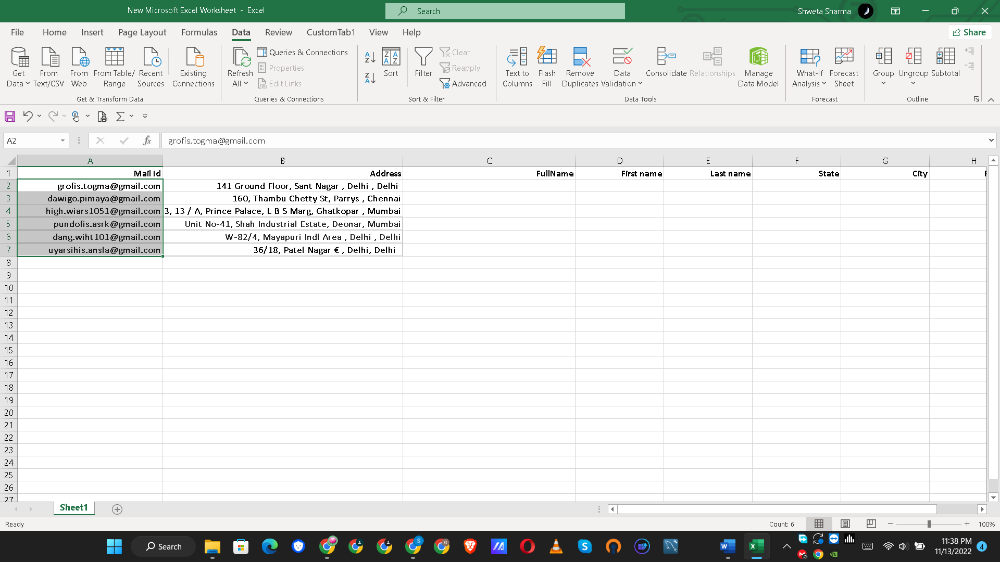 New Microsoft Excel Worksheet - Excel
Search
Shweta Sharma
File Home Insert Page Layout Formulas Data Review CustomTab1 View Help
Share
Get Data
From Text/CSV
From Web
From Table/ Range
Recent Sources
Existing Connections
Get & Transform Data
Refresh All
Queries & Connections
Properties
Edit Links
Queries & Connections
Sort
Filter
Clear
Reapply
Advanced
Sort & Filter
Text to Columns
Flash Fill
Remove Duplicates
Data Validation
Consolidate
Relationships
Manage Data Model
Data Tools
What-If Analysis
Forecast Sheet
Forecast
Group
Ungroup
Subtotal
Outline
A2
fx
grofis.togma@gmail.com
A B C D E F G H
1 Mail Id Address FullName First name Last name State City
2 grofis.togma@gmail.com 141 Ground Floor, Sant Nagar , Delhi , Delhi
3 dawigo.pimaya@gmail.com 160, Thambu Chetty St, Parrys , Chennai
4 high.wiars1051@gmail.com 3, 13 / A, Prince Palace, L B S Marg, Ghatkopar , Mumbai
5 pundofis.asrk@gmail.com Unit No-41, Shah Industrial Estate, Deonar, Mumbai
6 dang.wiht101@gmail.com W-82/4, Mayapuri Indl Area , Delhi , Delhi
7 uyarsihis.ansla@gmail.com 36/18, Patel Nagar € , Delhi, Delhi
8
9
10
11
12
13
14
15
16
17
18
19
20
21
22
23
24
25
26
27
Sheet1
Ready
Count: 6
100%
Search
11:38 PM
11/13/2022
4